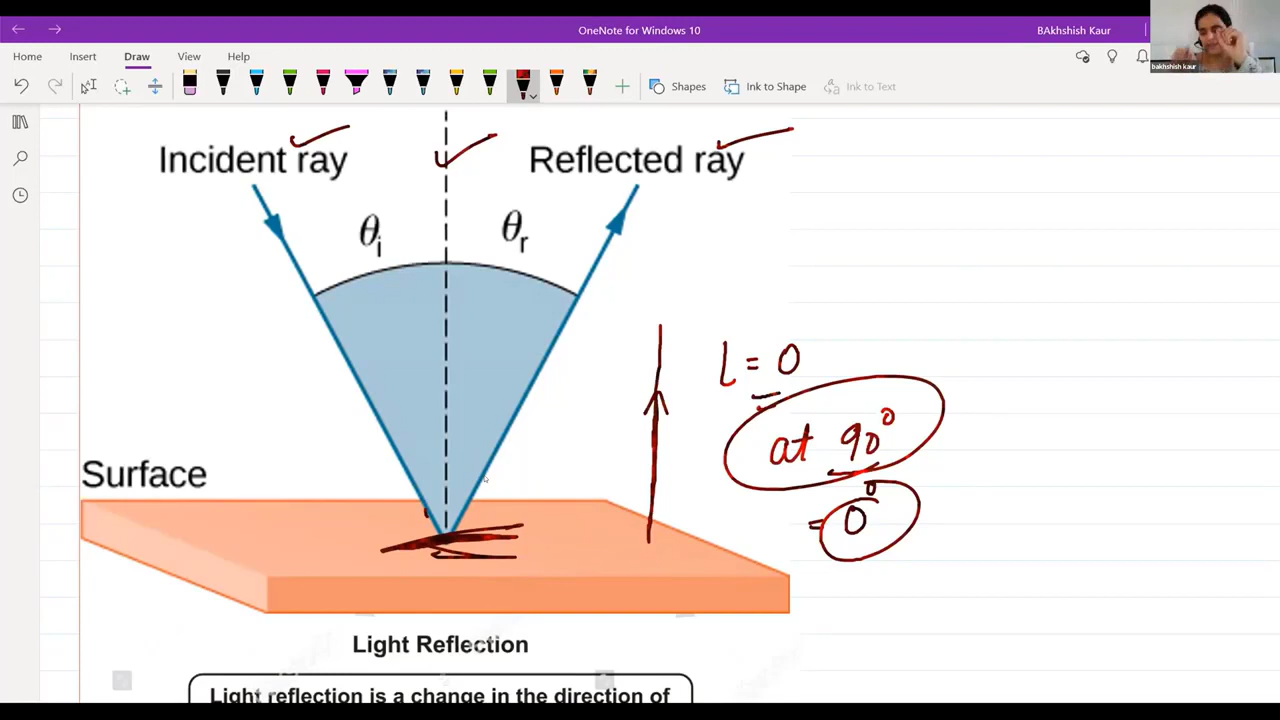 OneNote for Windows 10
BAkhshish Kaur
Home Insert Draw View Help
bakhshish kaur
Shapes Ink to Shape Ink to Text
Incident ray
Reflected ray
θi
θr
l = 0
at 90°
= 0°
Surface
Light Reflection
Light reflection is a change in the direction of